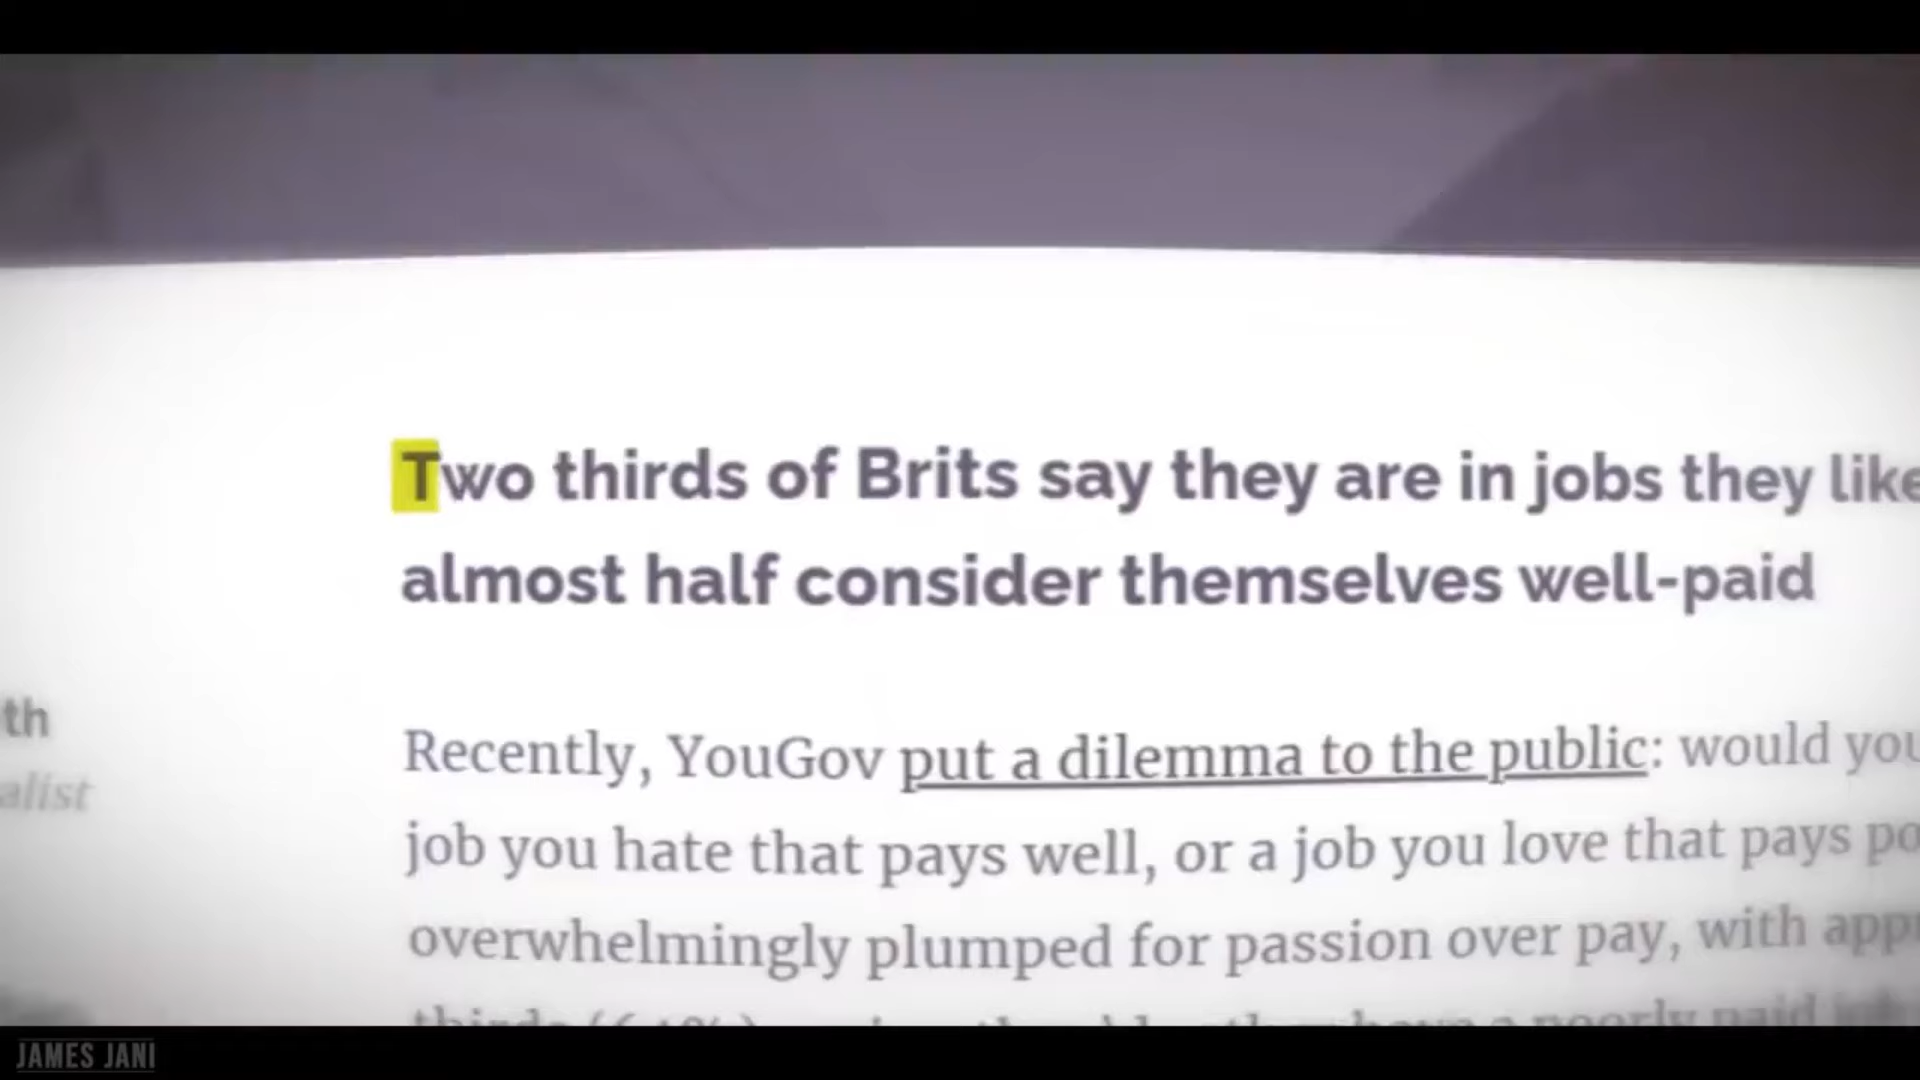 Two thirds of Brits say they are in jobs they like
almost half consider themselves well-paid
th
alist
Recently, YouGov put a dilemma to the public: would you
job you hate that pays well, or a job you love that pays po
overwhelmingly plumped for passion over pay, with app
JAMES JANI